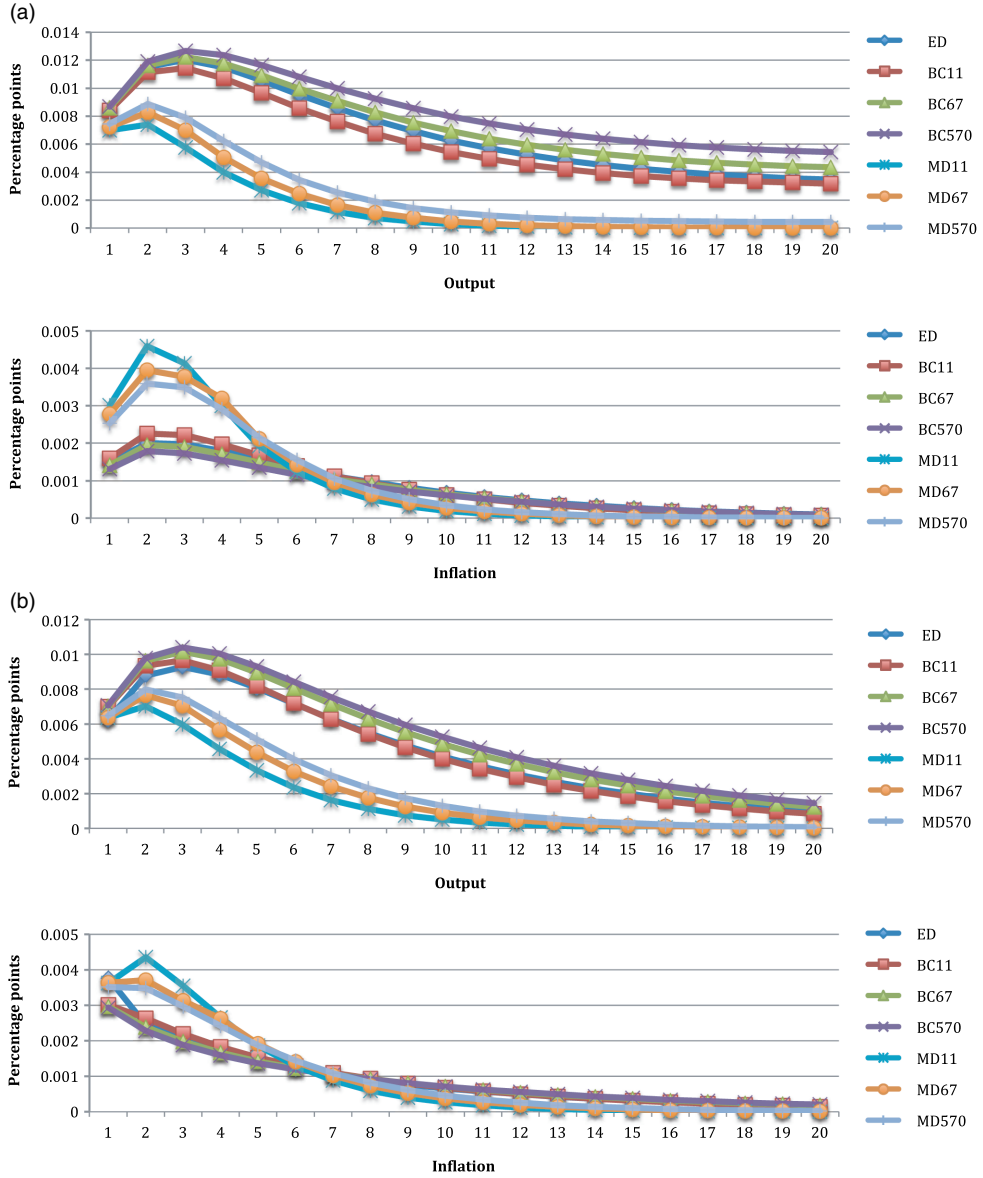 (a)
Percentage points
0.014
0.012
0.01
0.008
0.006
0.004
0.002
0
1 2 3 4 5 6 7 8 9 10 11 12 13 14 15 16 17 18 19 20
Output
ED
BC11
BC67
BC570
MD11
MD67
MD570
Percentage points
0.005
0.004
0.003
0.002
0.001
0
1 2 3 4 5 6 7 8 9 10 11 12 13 14 15 16 17 18 19 20
Inflation
ED
BC11
BC67
BC570
MD11
MD67
MD570
(b)
Percentage points
0.012
0.01
0.008
0.006
0.004
0.002
0
1 2 3 4 5 6 7 8 9 10 11 12 13 14 15 16 17 18 19 20
Output
ED
BC11
BC67
BC570
MD11
MD67
MD570
Percentage points
0.005
0.004
0.003
0.002
0.001
0
1 2 3 4 5 6 7 8 9 10 11 12 13 14 15 16 17 18 19 20
Inflation
ED
BC11
BC67
BC570
MD11
MD67
MD570